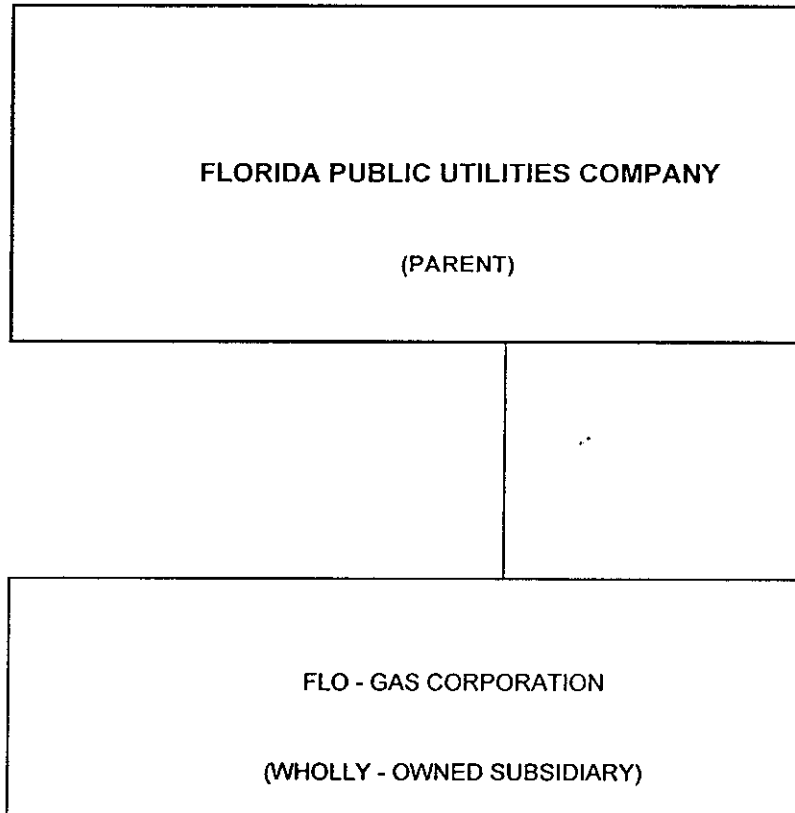 FLORIDA PUBLIC UTILITIES COMPANY
(PARENT)
FLO - GAS CORPORATION
(WHOLLY - OWNED SUBSIDIARY)